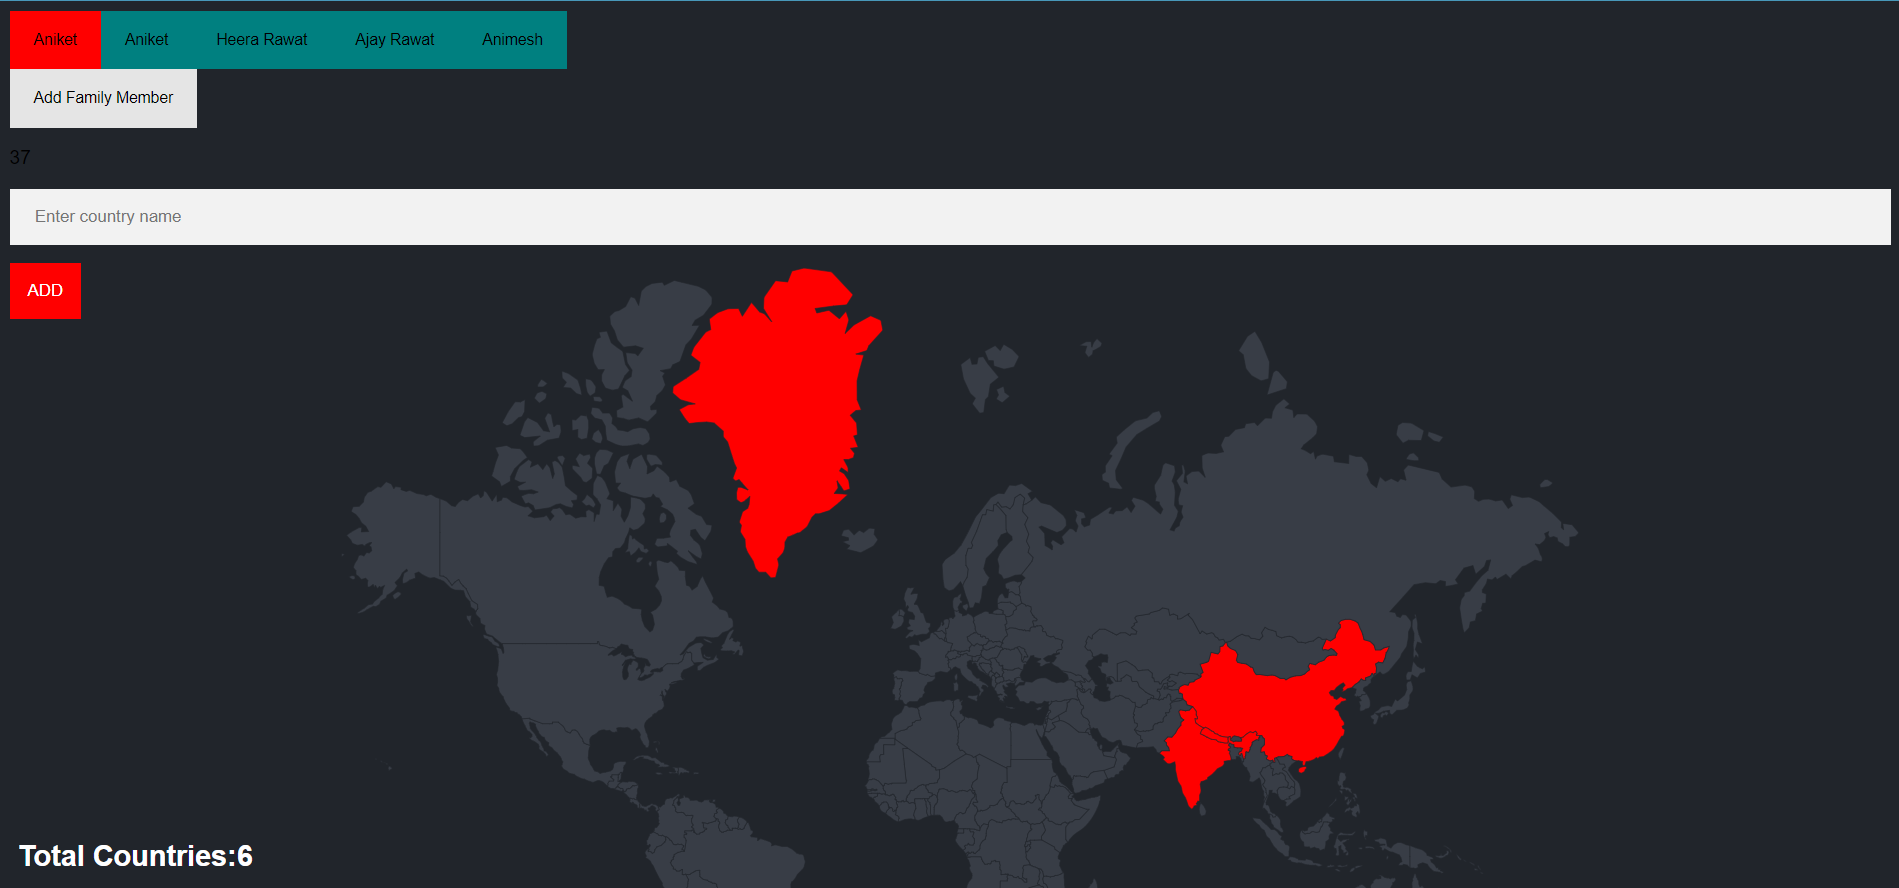 Aniket Aniket Heera Rawat Ajay Rawat Animesh
Add Family Member
37
Enter country name
ADD
Total Countries:6